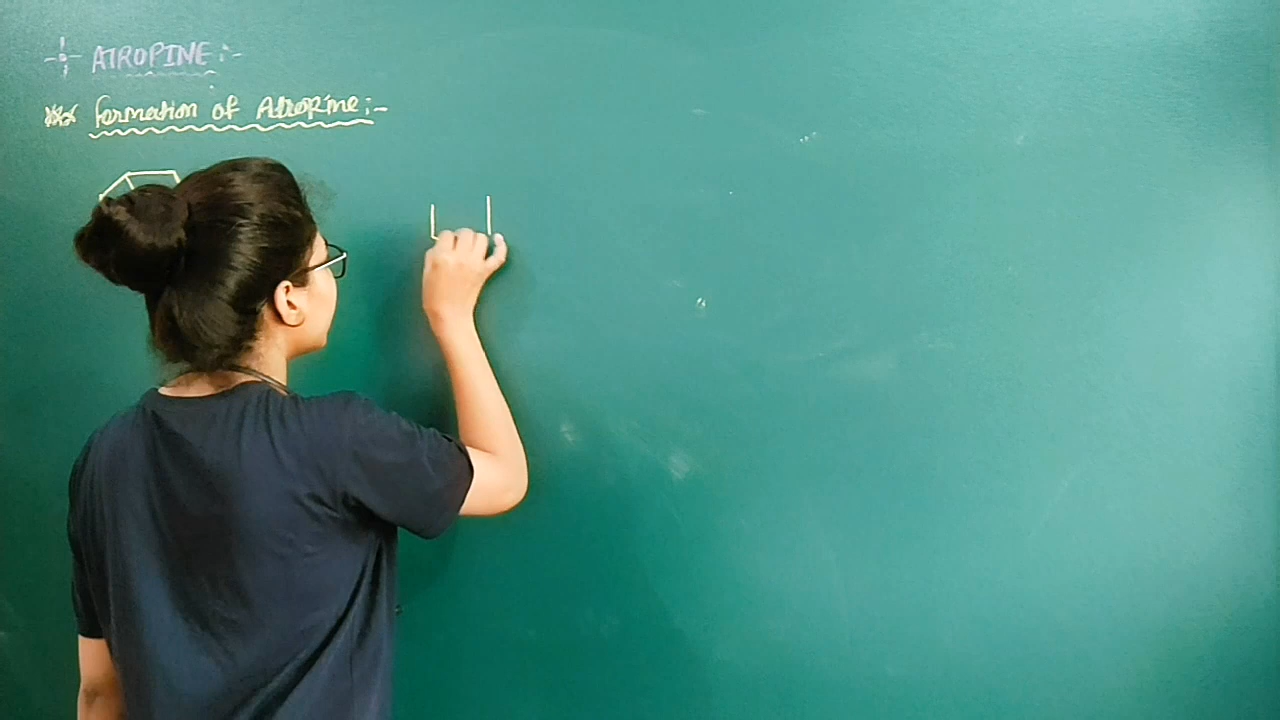 ATROPINE :-
Formation of Atropine :-